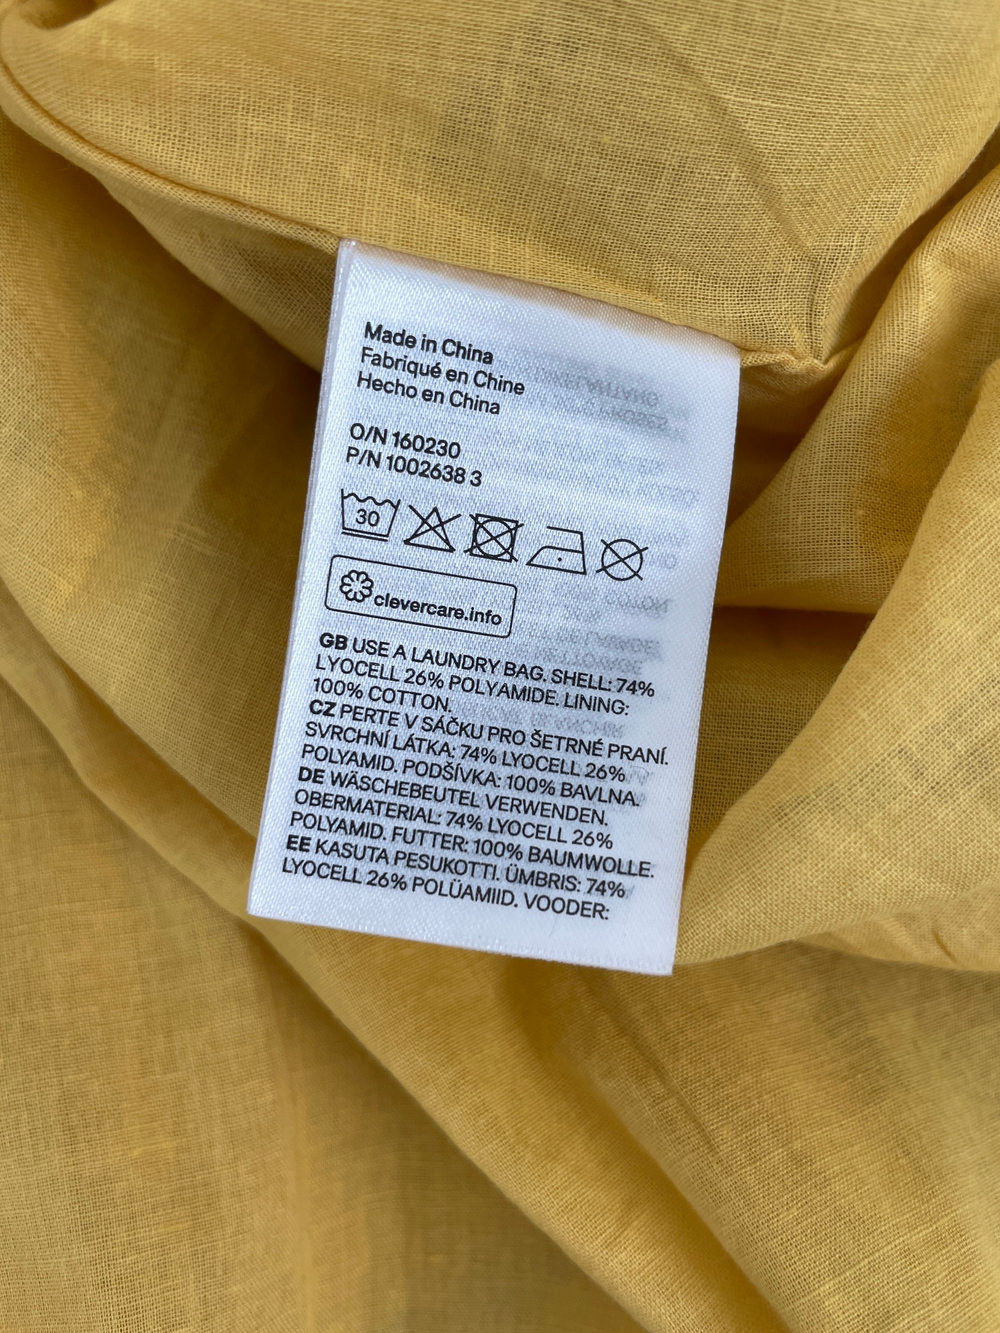 Made in China
Fabriqué en Chine
Hecho en China
O/N 160230
P/N 1002638 3
30
clevercare.info
GB USE A LAUNDRY BAG. SHELL: 74%
LYOCELL 26% POLYAMIDE. LINING:
100% COTTON.
CZ PERTE V SÁČKU PRO ŠETRNÉ PRANÍ.
SVRCHNÍ LÁTKA: 74% LYOCELL 26%
POLYAMID. PODŠÍVKA: 100% BAVLNA.
DE WÄSCHEBEUTEL VERWENDEN.
OBERMATERIAL: 74% LYOCELL 26%
POLYAMID. FUTTER: 100% BAUMWOLLE.
EE KASUTA PESUKOTTI. ÜMBRIS: 74%
LYOCELL 26% POLÜAMIID. VOODER: